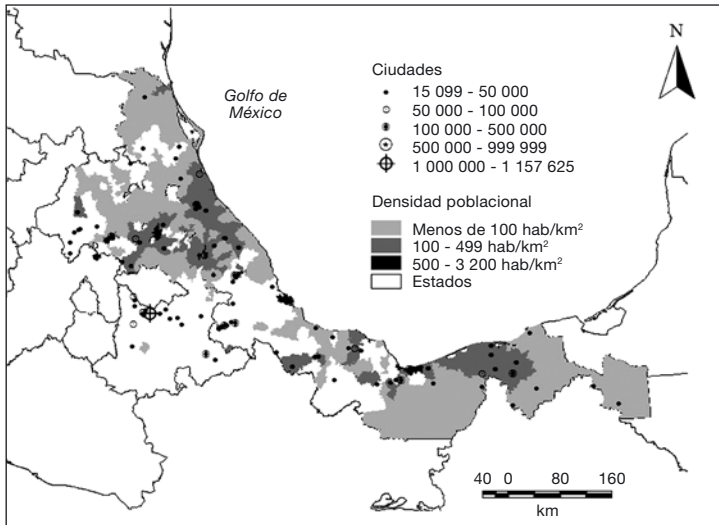 N
Golfo de
México
Ciudades
15 099 - 50 000
50 000 - 100 000
100 000 - 500 000
500 000 - 999 999
1 000 000 - 1 157 625
Densidad poblacional
Menos de 100 hab/km²
100 - 499 hab/km²
500 - 3 200 hab/km²
Estados
40 0 80 160
km